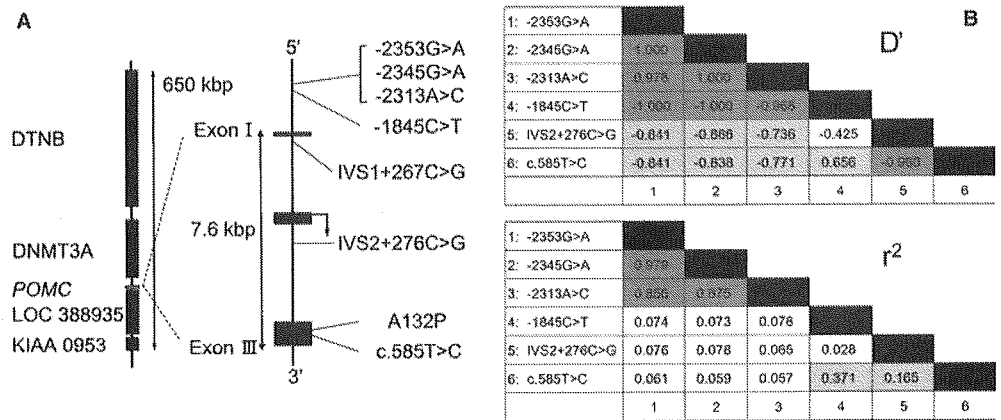 A
5'
-2353G>A
-2345G>A
-2313A>C
650 kbp
-1845C>T
Exon I
DTNB
IVS1+267C>G
7.6 kbp
DNMT3A
IVS2+276C>G
POMC
LOC 388935
KIAA 0953
A132P
Exon III
c.585T>C
3'
B
D'
1: -2353G>A
2: -2345G>A 1.000
3: -2313A>C 0.978 1.000
4: -1845C>T -1.000 -1.000
5: IVS2+276C>G -0.841 -0.866 -0.736 -0.425
6: c.585T>C -0.841 -0.838 -0.771 0.656
1 2 3 4 5 6
r2
1: -2353G>A
2: -2345G>A
3: -2313A>C 0.875
4: -1845C>T 0.074 0.073 0.078
5: IVS2+276C>G 0.076 0.078 0.065 0.028
6: c.585T>C 0.061 0.059 0.057 0.371 0.165
1 2 3 4 5 6